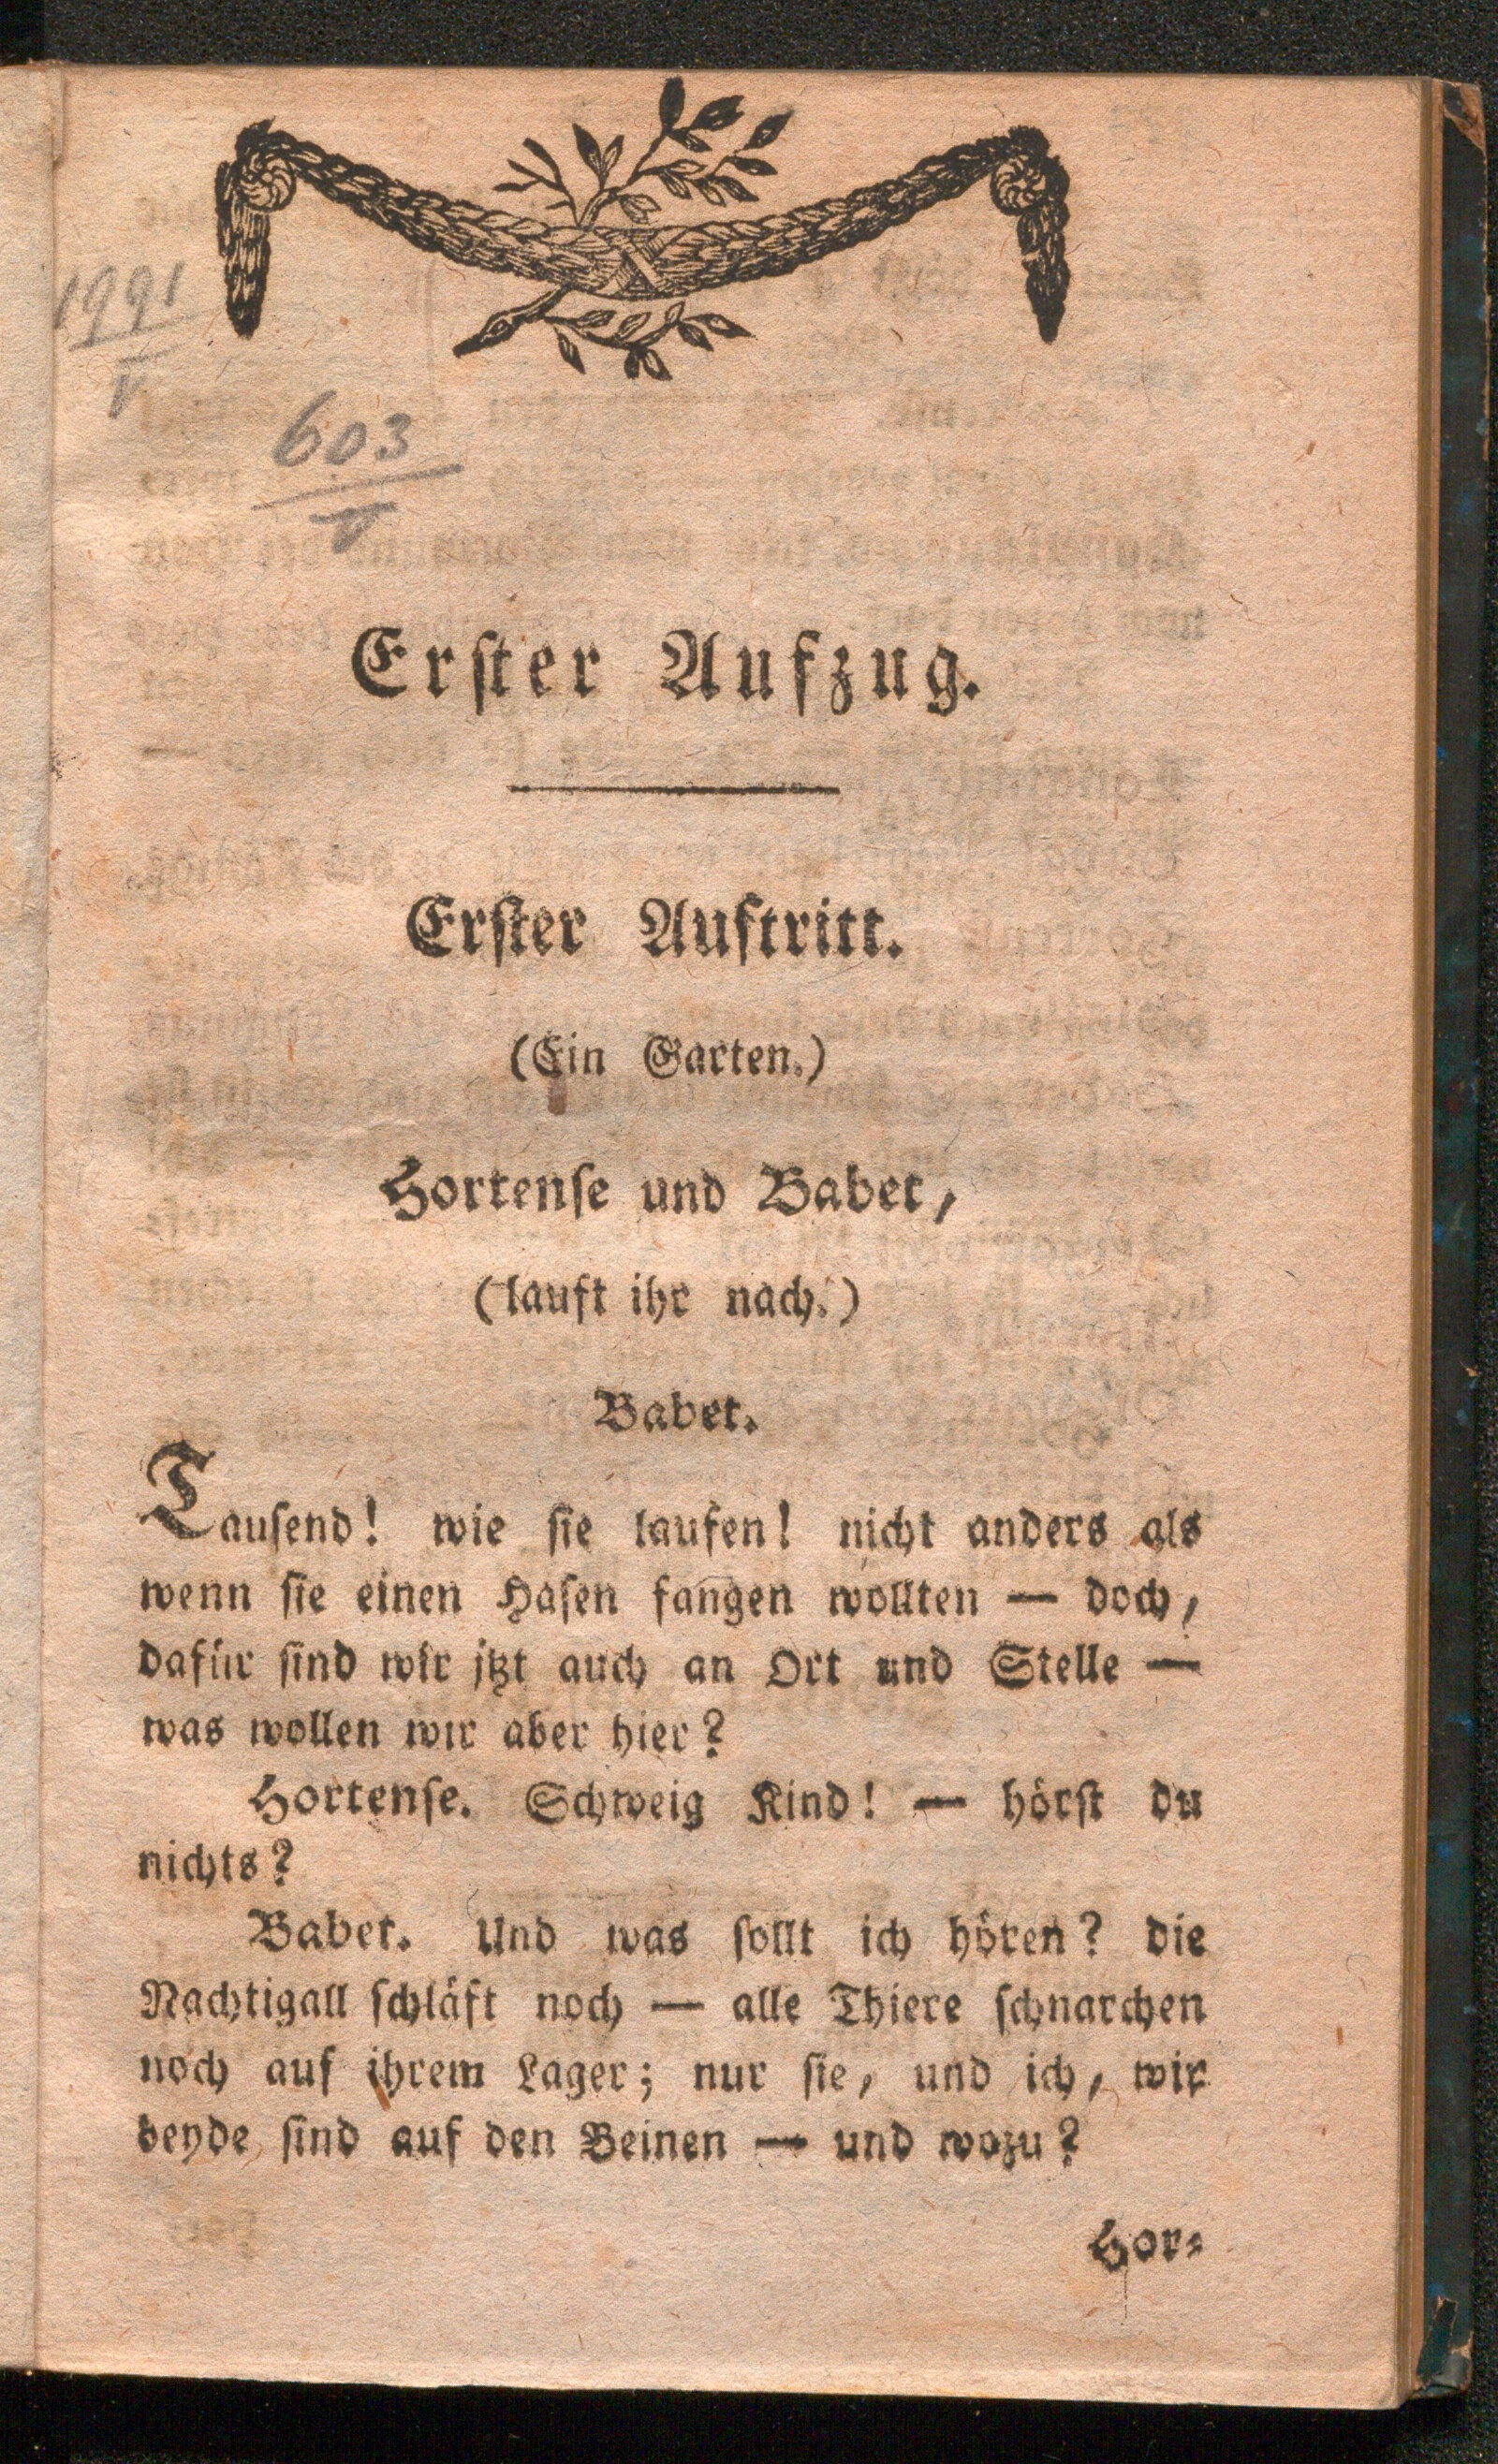 1991
V
603
V
Erſter Aufzug.
Erſter Auftritt.
(Ein Garten.)
Hortenſe und Babet,
(lauft ihr nach.)
Babet.
Tauſend! wie ſie laufen! nicht anders als
wenn ſie einen Haſen fangen wollten — doch,
dafür ſind wir jtzt auch an Ort und Stelle —
was wollen wir aber hier?
Hortenſe. Schweig Kind! — hörſt du
nichts?
Babet. Und was ſollt ich hören? die
Nachtigall ſchläft noch — alle Thiere ſchnarchen
noch auf ihrem Lager; nur ſie, und ich, wir
beyde ſind auf den Beinen — und wozu?
Hor⸗